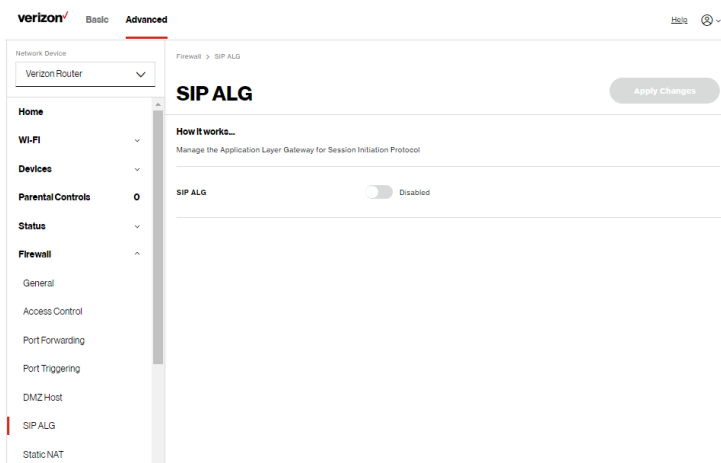 verizon✓ Basic Advanced Help
Network Device
Verizon Router
Home
Wi-Fi
Devices
Parental Controls 0
Status
Firewall
General
Access Control
Port Forwarding
Port Triggering
DMZ Host
SIP ALG
Static NAT
Firewall > SIP ALG
SIP ALG Apply Changes
How it works...
Manage the Application Layer Gateway for Session Initiation Protocol
SIP ALG Disabled